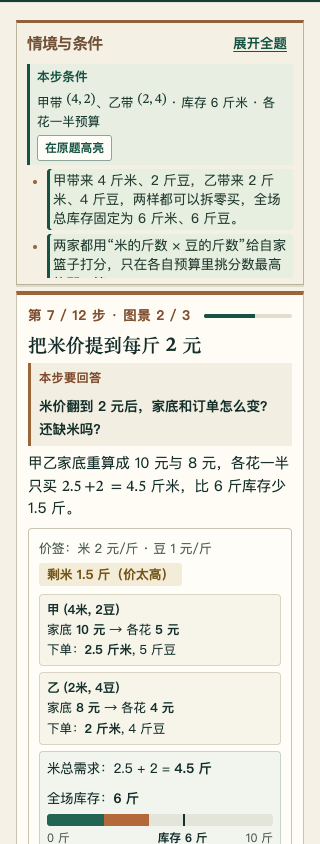 情境与条件 展开全题
本步条件
甲带 (4, 2)、乙带 (2, 4) · 库存 6 斤米 · 各
花一半预算
在原题高亮
• 甲带来 4 斤米、2 斤豆，乙带来 2 斤
米、4 斤豆，两样都可以拆零买，全场
总库存固定为 6 斤米、6 斤豆。
• 两家都用“米的斤数 × 豆的斤数”给自家
篮子打分，只在各自预算里挑分数最高
第 7 / 12 步 · 图景 2 / 3
把米价提到每斤 2 元
本步要回答
米价翻到 2 元后，家底和订单怎么变？
还缺米吗？
甲乙家底重算成 10 元与 8 元，各花一半
只买 2.5 +2 = 4.5 斤米，比 6 斤库存少
1.5 斤。
价签：米 2 元/斤 · 豆 1 元/斤
剩米 1.5 斤（价太高）
甲 (4米, 2豆)
家底 10 元 → 各花 5 元
下单：2.5 斤米, 5 斤豆
乙 (2米, 4豆)
家底 8 元 → 各花 4 元
下单：2 斤米, 4 斤豆
米总需求：2.5 + 2 = 4.5 斤
全场库存：6 斤
0 斤 库存 6 斤 10 斤